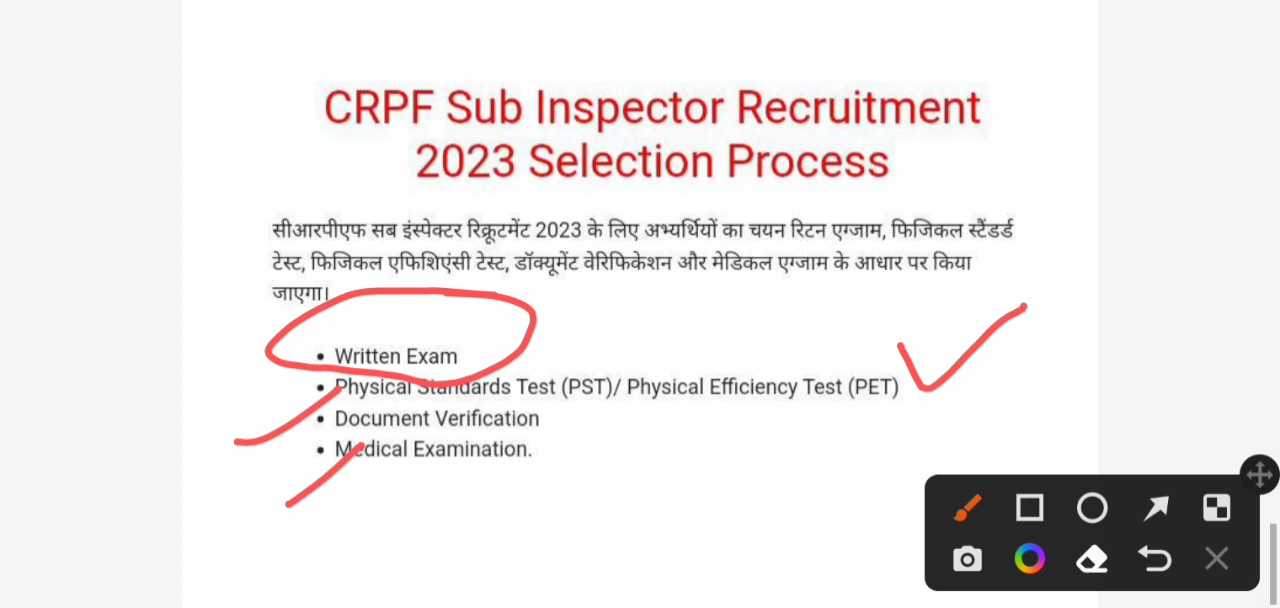 CRPF Sub Inspector Recruitment
2023 Selection Process
सीआरपीएफ सब इंस्पेक्टर रिक्रूटमेंट 2023 के लिए अभ्यर्थियों का चयन रिटन एग्जाम, फिजिकल स्टैंडर्ड
टेस्ट, फिजिकल एफिशिएंसी टेस्ट, डॉक्यूमेंट वेरिफिकेशन और मेडिकल एग्जाम के आधार पर किया
जाएगा।
• Written Exam
• Physical Standards Test (PST)/ Physical Efficiency Test (PET)
• Document Verification
• Medical Examination.